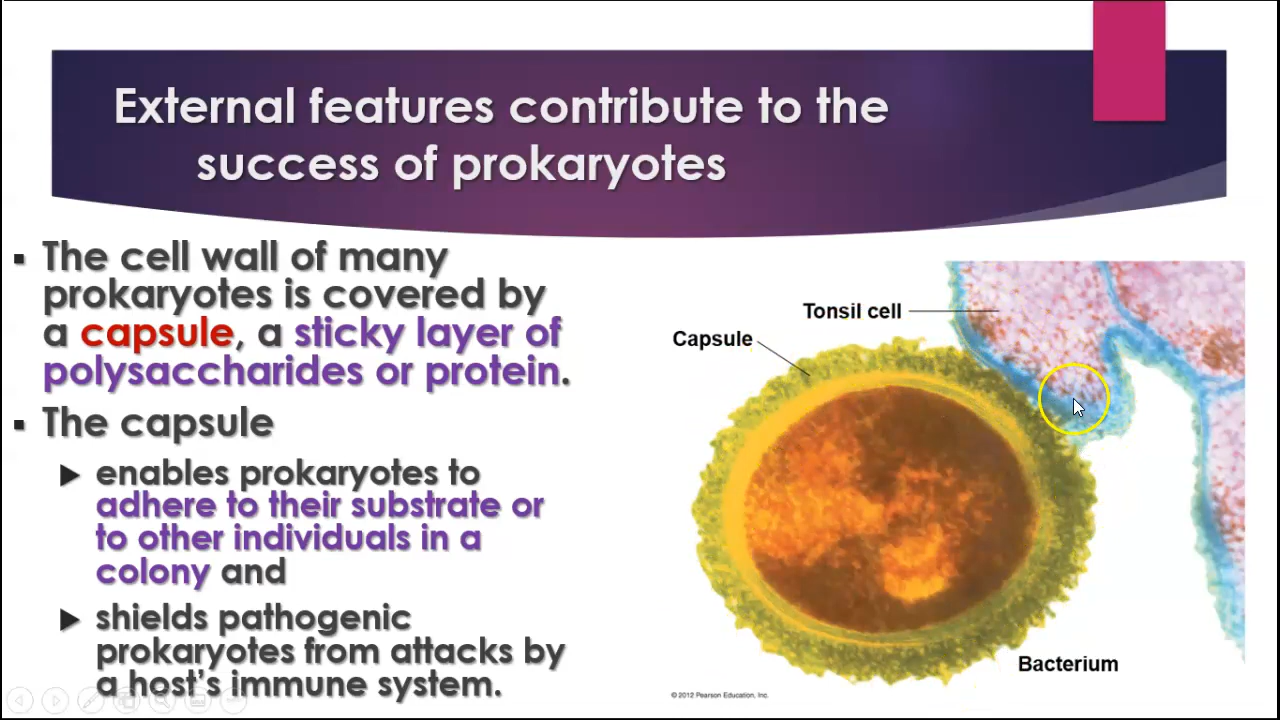 External features contribute to the
success of prokaryotes
▪ The cell wall of many
prokaryotes is covered by
a capsule, a sticky layer of
polysaccharides or protein.
▪ The capsule
▶ enables prokaryotes to
adhere to their substrate or
to other individuals in a
colony and
▶ shields pathogenic
prokaryotes from attacks by
a host's immune system.
Tonsil cell
Capsule
Bacterium
© 2012 Pearson Education, Inc.